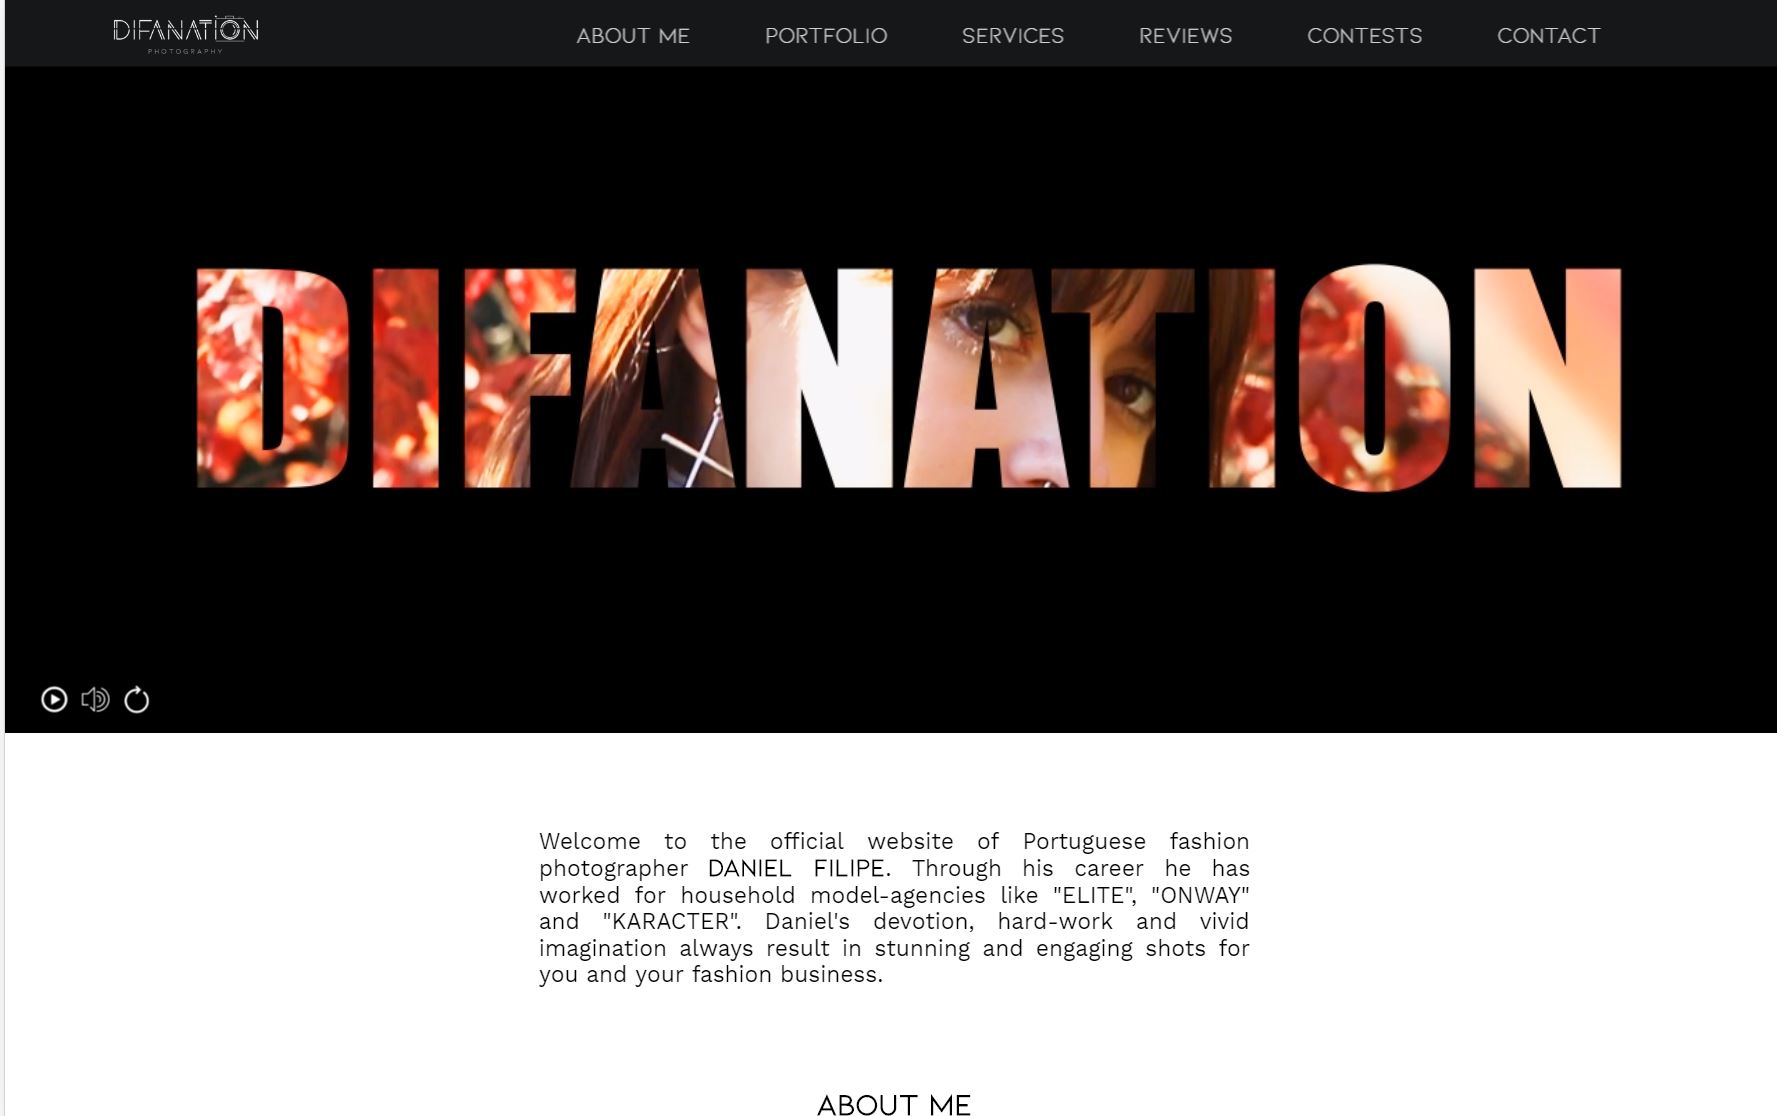 DIFANATION
PHOTOGRAPHY
ABOUT ME PORTFOLIO SERVICES REVIEWS CONTESTS CONTACT
DIFANATION
Welcome to the official website of Portuguese fashion
photographer DANIEL FILIPE. Through his career he has
worked for household model-agencies like "ELITE", "ONWAY"
and "KARACTER". Daniel's devotion, hard-work and vivid
imagination always result in stunning and engaging shots for
you and your fashion business.
ABOUT ME